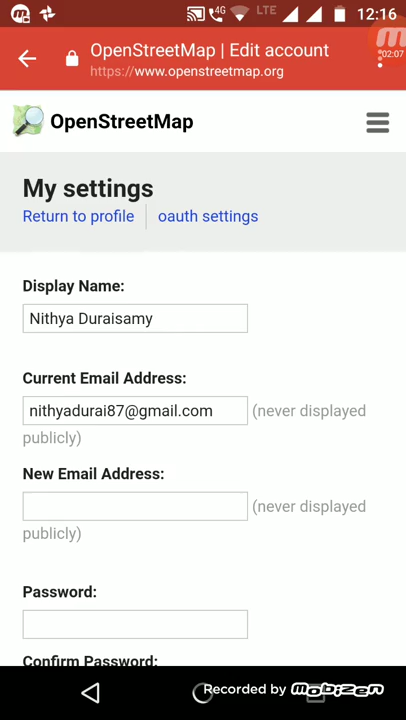 4G LTE 12:16
OpenStreetMap | Edit account
https://www.openstreetmap.org
02:07
OpenStreetMap
My settings
Return to profile oauth settings
Display Name:
Nithya Duraisamy
Current Email Address:
nithyadurai87@gmail.com (never displayed
publicly)
New Email Address:
(never displayed
publicly)
Password:
Confirm Password:
Recorded by MOBIZEN